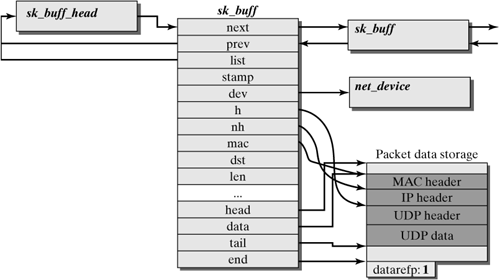 sk_buff_head
sk_buff
next
prev
list
stamp
dev
h
nh
mac
dst
len
...
head
data
tail
end
sk_buff
net_device
Packet data storage
MAC header
IP header
UDP header
UDP data
datarefp: 1